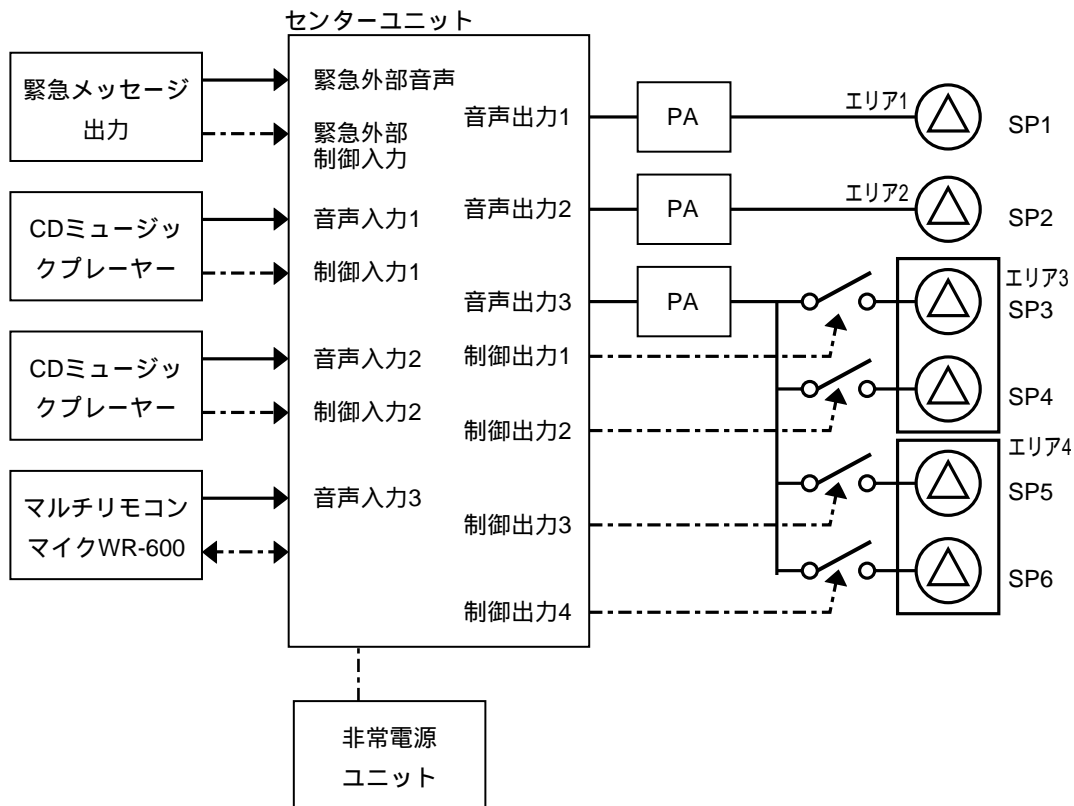 センターユニット
緊急メッセージ
出力
緊急外部音声
緊急外部
制御入力
CDミュージッ
クプレーヤー
音声入力1
制御入力1
CDミュージッ
クプレーヤー
音声入力2
制御入力2
マルチリモコン
マイクWR-600
音声入力3
音声出力1
PA
エリア1
SP1
音声出力2
PA
エリア2
SP2
音声出力3
PA
エリア3
SP3
制御出力1
SP4
制御出力2
エリア4
SP5
制御出力3
SP6
制御出力4
非常電源
ユニット